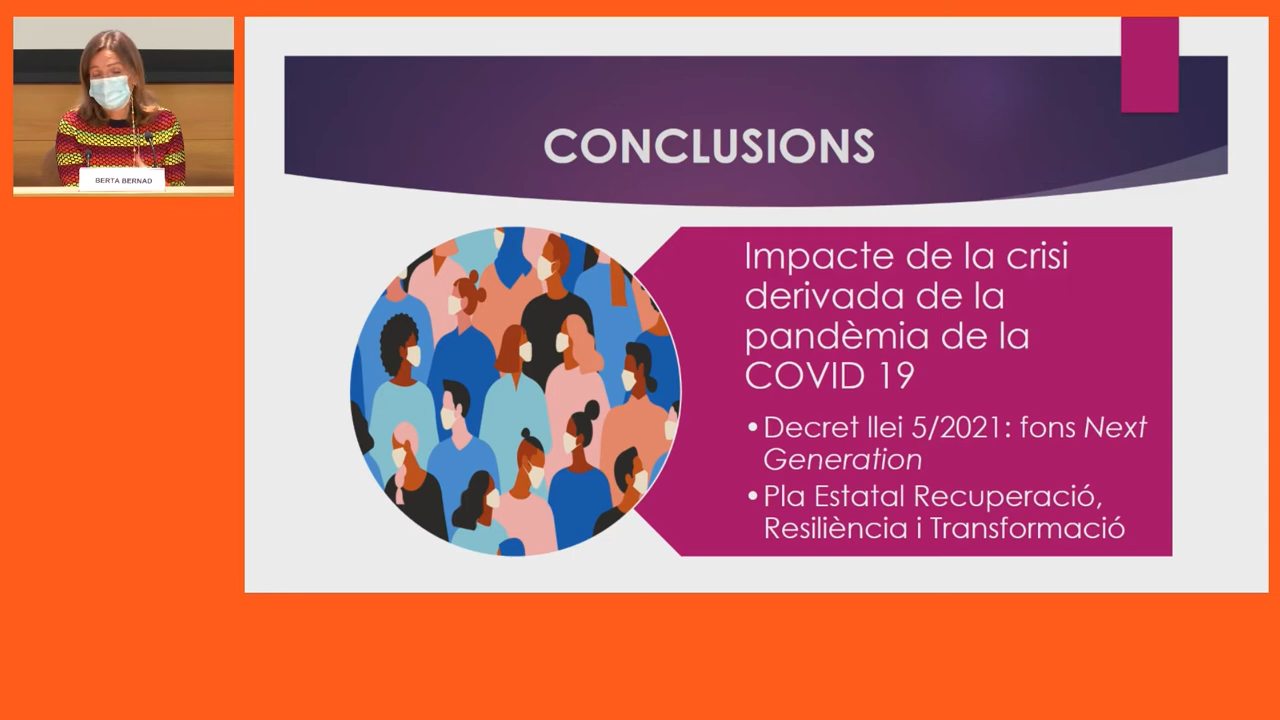 BERTA BERNAD
CONCLUSIONS
Impacte de la crisi
derivada de la
pandèmia de la
COVID 19
•Decret llei 5/2021: fons Next
Generation
•Pla Estatal Recuperació,
Resiliència i Transformació